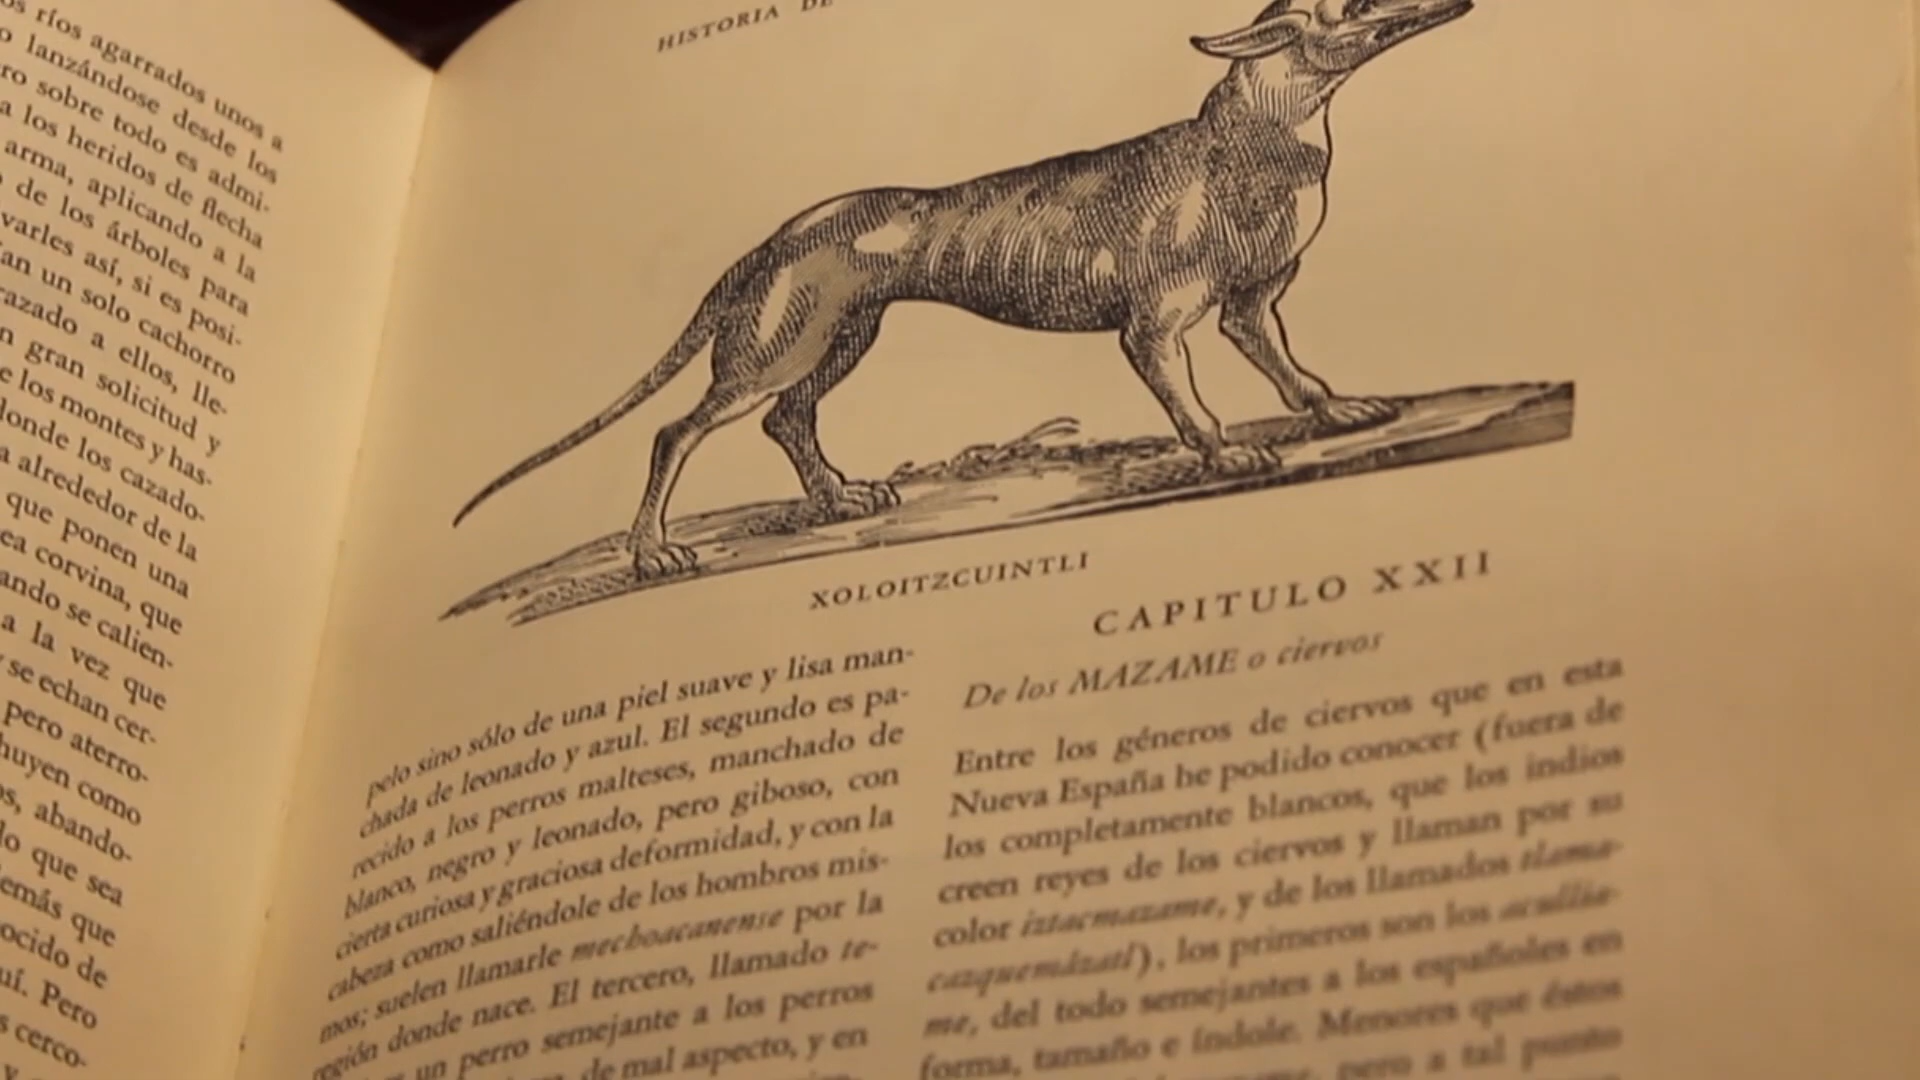 os ríos agarrados unos a
o lanzándose desde los
ro sobre todo es admi-
a los heridos de flecha
arma, aplicando a la
de los árboles para
varles así, si es posi-
an un solo cachorro
razado a ellos, lle-
n gran solicitud y
e los montes y has-
donde los cazado-
a alrededor de la
que ponen una
ea corvina, que
ando se calien-
a la vez que
y se echan cer-
pero aterro-
huyen como
os, abando-
lo que sea
emás que
ocido de
uí. Pero
s cerco-
y
HISTORIA DE
XOLOITZCUINTLI
pelo sino sólo de una piel suave y lisa man-
chada de leonado y azul. El segundo es pa-
recido a los perros malteses, manchado de
blanco, negro y leonado, pero giboso, con
cierta curiosa y graciosa deformidad, y con la
cabeza como saliéndole de los hombros mis-
mos; suelen llamarle mechoacanense por la
región donde nace. El tercero, llamado te-
un perro semejante a los perros
de mal aspecto, y en
CAPITULO XXII
De los MAZAME o ciervos
Entre los géneros de ciervos que en esta
Nueva España he podido conocer (fuera de
los completamente blancos, que los indios
creen reyes de los ciervos y llaman por su
color iztacmazame, y de los llamados tlama-
cazquemázatl), los primeros son los acullia-
me, del todo semejantes a los españoles en
forma, tamaño e índole. Menores que éstos
pero a tal punto